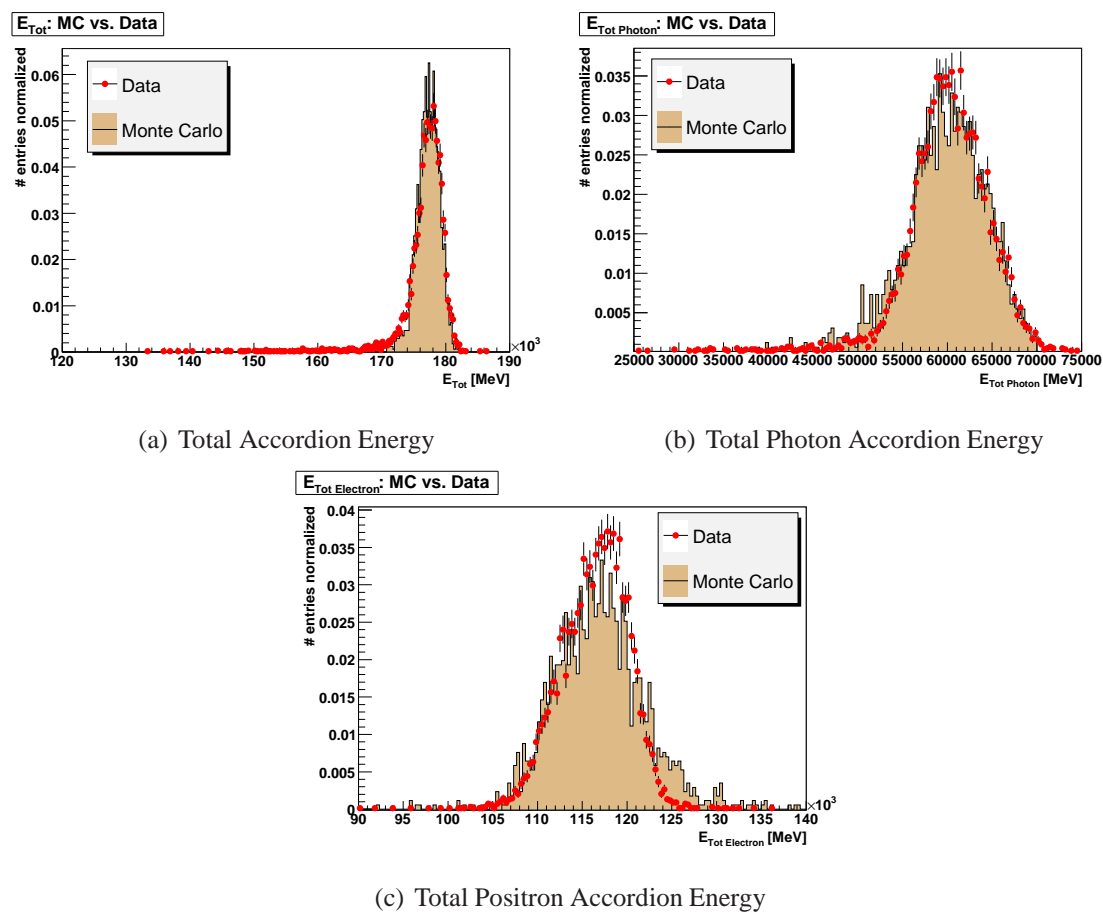 E_Tot: MC vs. Data
# entries normalized
0.06
0.05
0.04
0.03
0.02
0.01
0
Data
Monte Carlo
120 130 140 150 160 170 180 190
×10³
E_Tot [MeV]
(a) Total Accordion Energy
E_Tot Photon: MC vs. Data
# entries normalized
0.035
0.03
0.025
0.02
0.015
0.01
0.005
Data
Monte Carlo
25000 30000 35000 40000 45000 50000 55000 60000 65000 70000 75000
E_Tot Photon [MeV]
(b) Total Photon Accordion Energy
E_Tot Electron: MC vs. Data
# entries normalized
0.04
0.035
0.03
0.025
0.02
0.015
0.01
0.005
0
Data
Monte Carlo
90 95 100 105 110 115 120 125 130 135 140
×10³
E_Tot Electron [MeV]
(c) Total Positron Accordion Energy